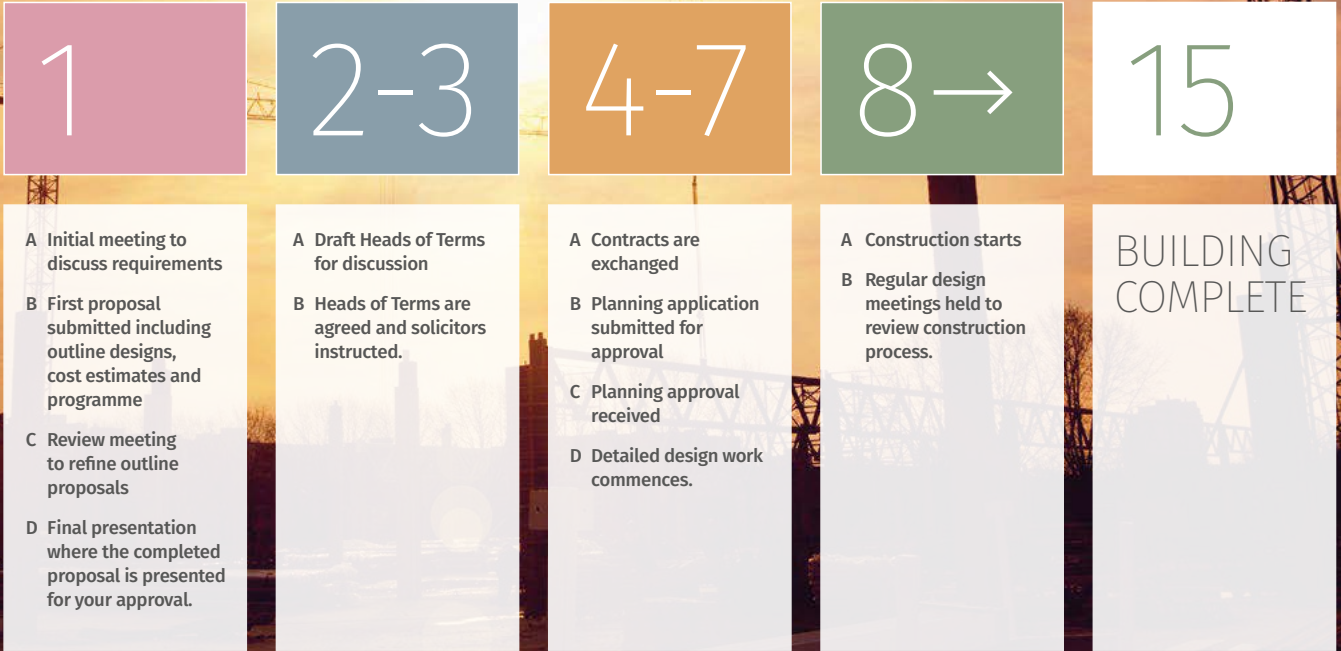 1
2–3
4–7
8→
15
A Initial meeting to
discuss requirements
B First proposal
submitted including
outline designs,
cost estimates and
programme
C Review meeting
to refine outline
proposals
D Final presentation
where the completed
proposal is presented
for your approval.
A Draft Heads of Terms
for discussion
B Heads of Terms are
agreed and solicitors
instructed.
A Contracts are
exchanged
B Planning application
submitted for
approval
C Planning approval
received
D Detailed design work
commences.
A Construction starts
B Regular design
meetings held to
review construction
process.
BUILDING
COMPLETE